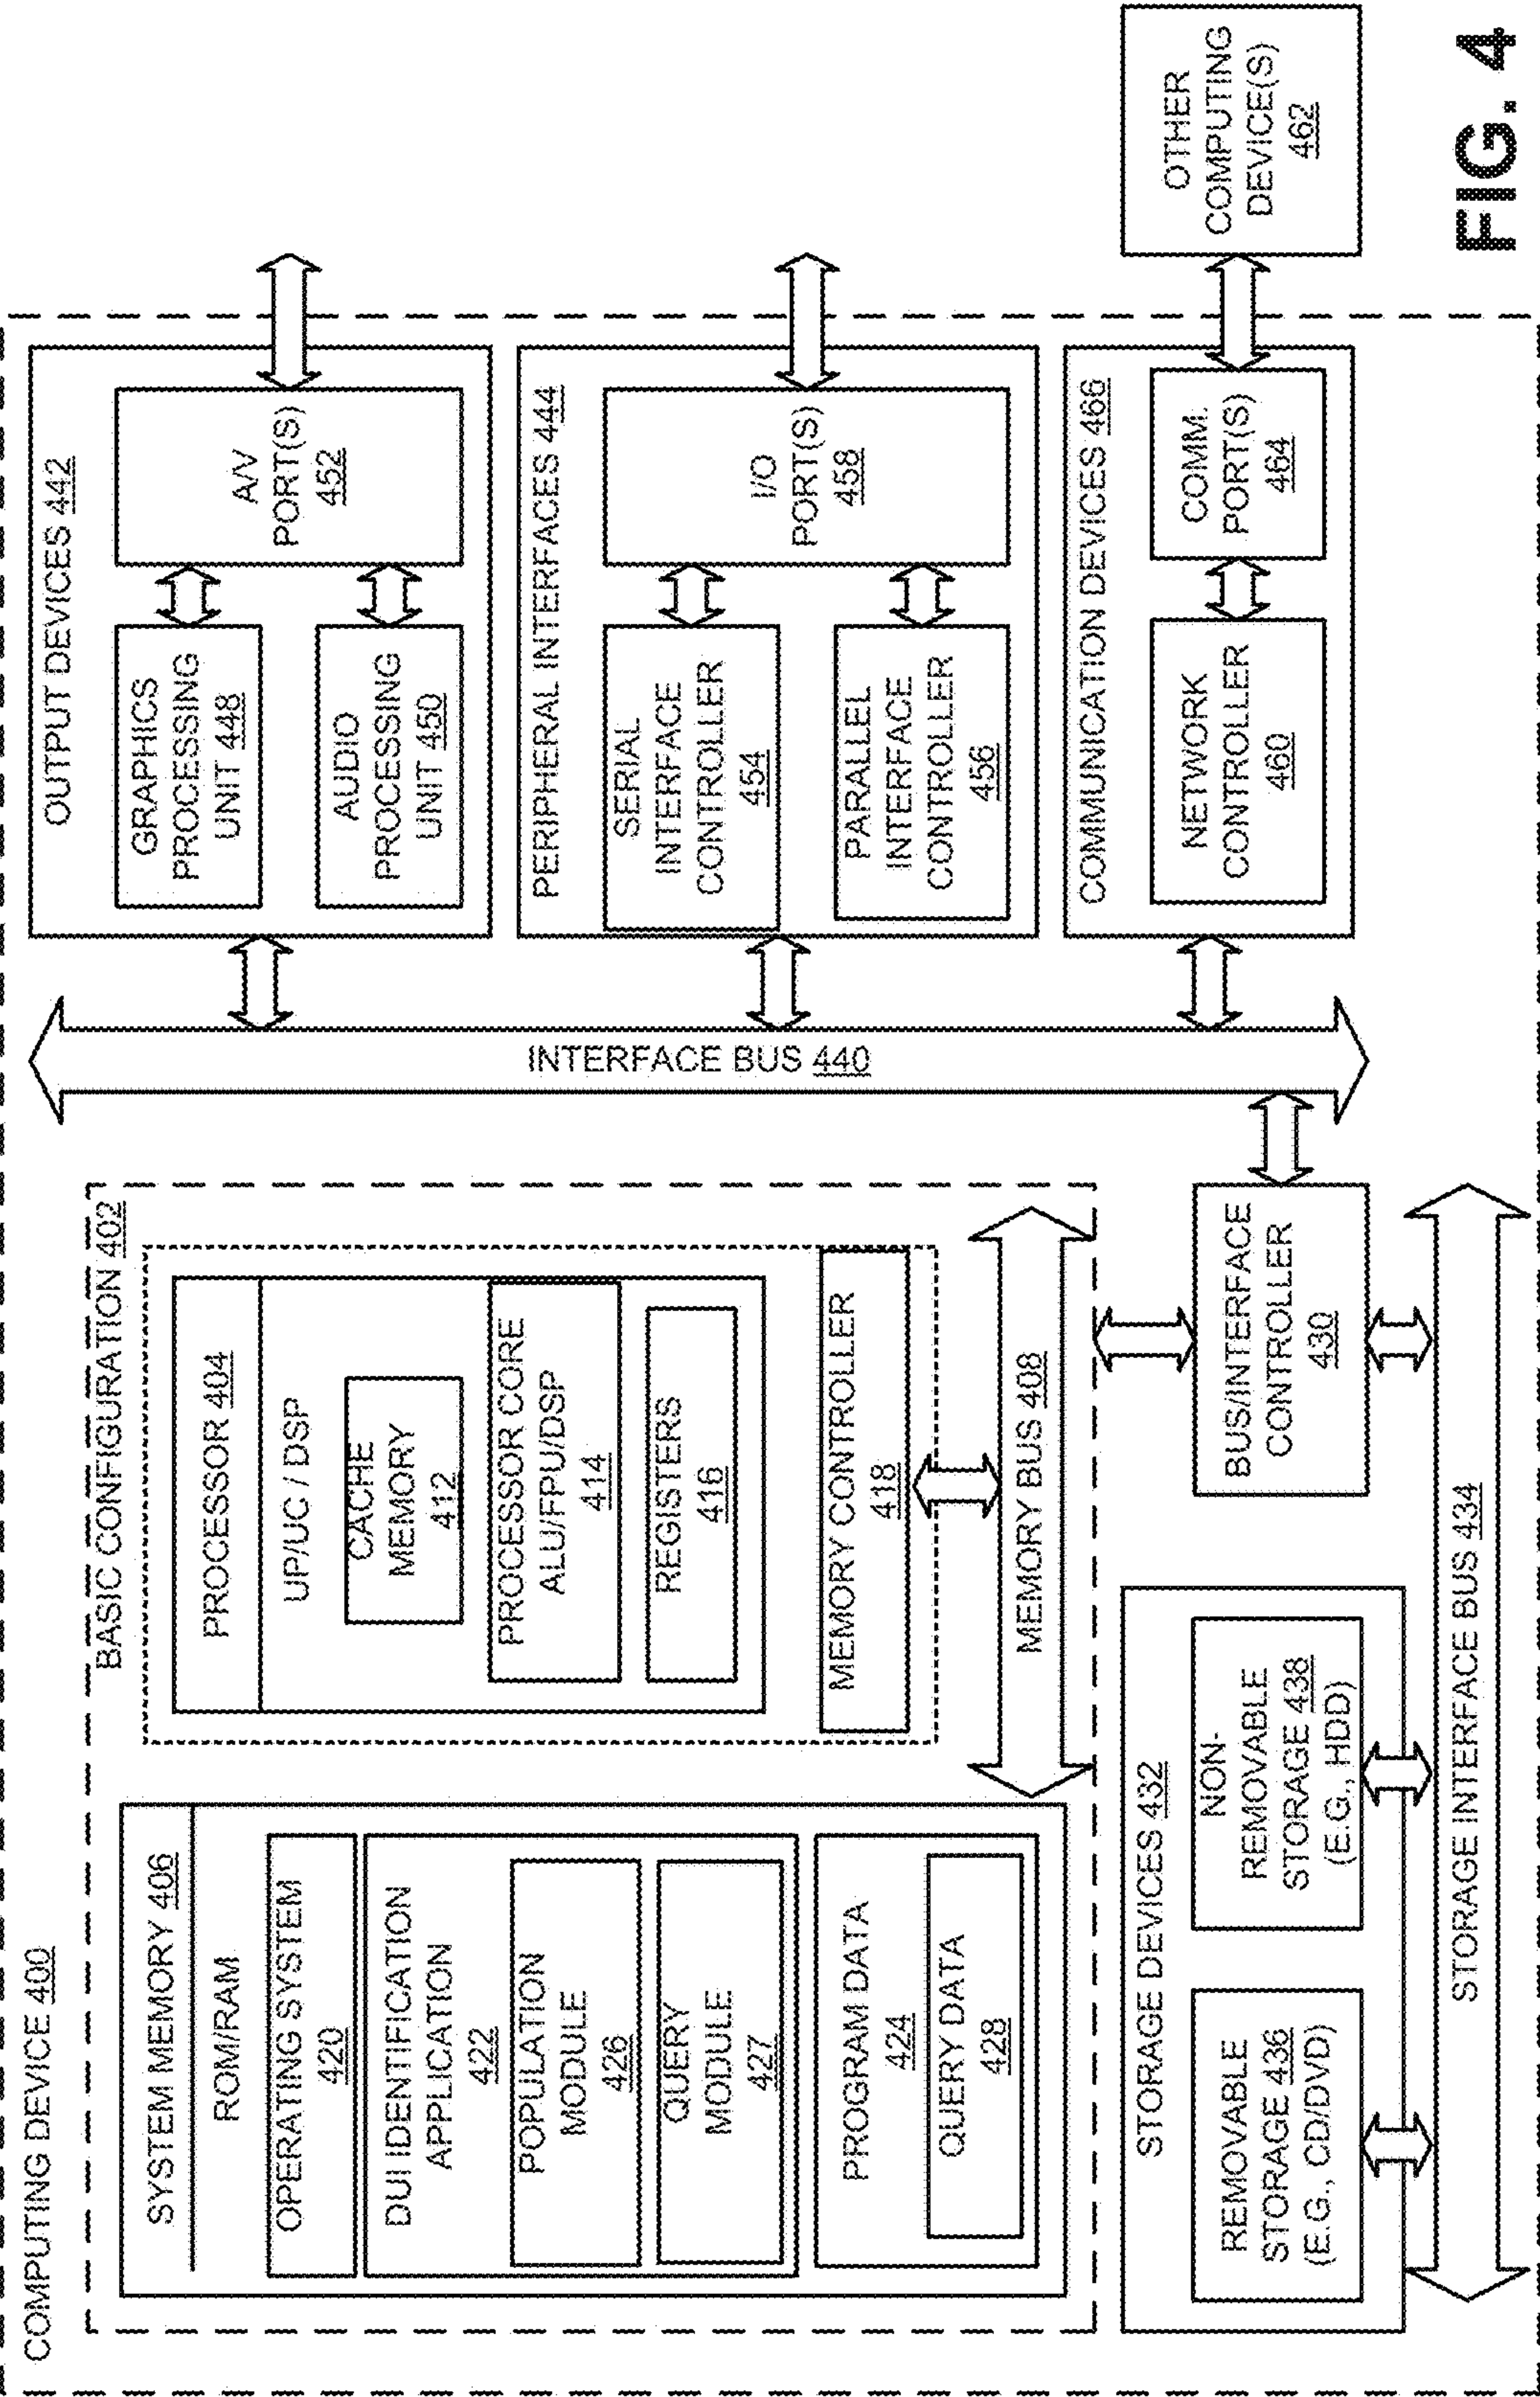 COMPUTING DEVICE 400
BASIC CONFIGURATION 402
SYSTEM MEMORY 406
ROM/RAM
OPERATING SYSTEM
420
DUI IDENTIFICATION
APPLICATION
422
POPULATION
MODULE
426
QUERY
MODULE
427
PROGRAM DATA
424
QUERY DATA
428
PROCESSOR 404
UP/UC / DSP
CACHE
MEMORY
412
PROCESSOR CORE
ALU/FPU/DSP
414
REGISTERS
416
MEMORY CONTROLLER
418
MEMORY BUS 408
STORAGE DEVICES 432
REMOVABLE
STORAGE 436
(E.G., CD/DVD)
NON-
REMOVABLE
STORAGE 438
(E.G., HDD)
BUS/INTERFACE
CONTROLLER
430
STORAGE INTERFACE BUS 434
INTERFACE BUS 440
OUTPUT DEVICES 442
GRAPHICS
PROCESSING
UNIT 448
AUDIO
PROCESSING
UNIT 450
A/V
PORT(S)
452
PERIPHERAL INTERFACES 444
SERIAL
INTERFACE
CONTROLLER
454
PARALLEL
INTERFACE
CONTROLLER
456
I/O
PORT(S)
458
COMMUNICATION DEVICES 466
NETWORK
CONTROLLER
460
COMM.
PORT(S)
464
OTHER
COMPUTING
DEVICE(S)
462
FIG. 4